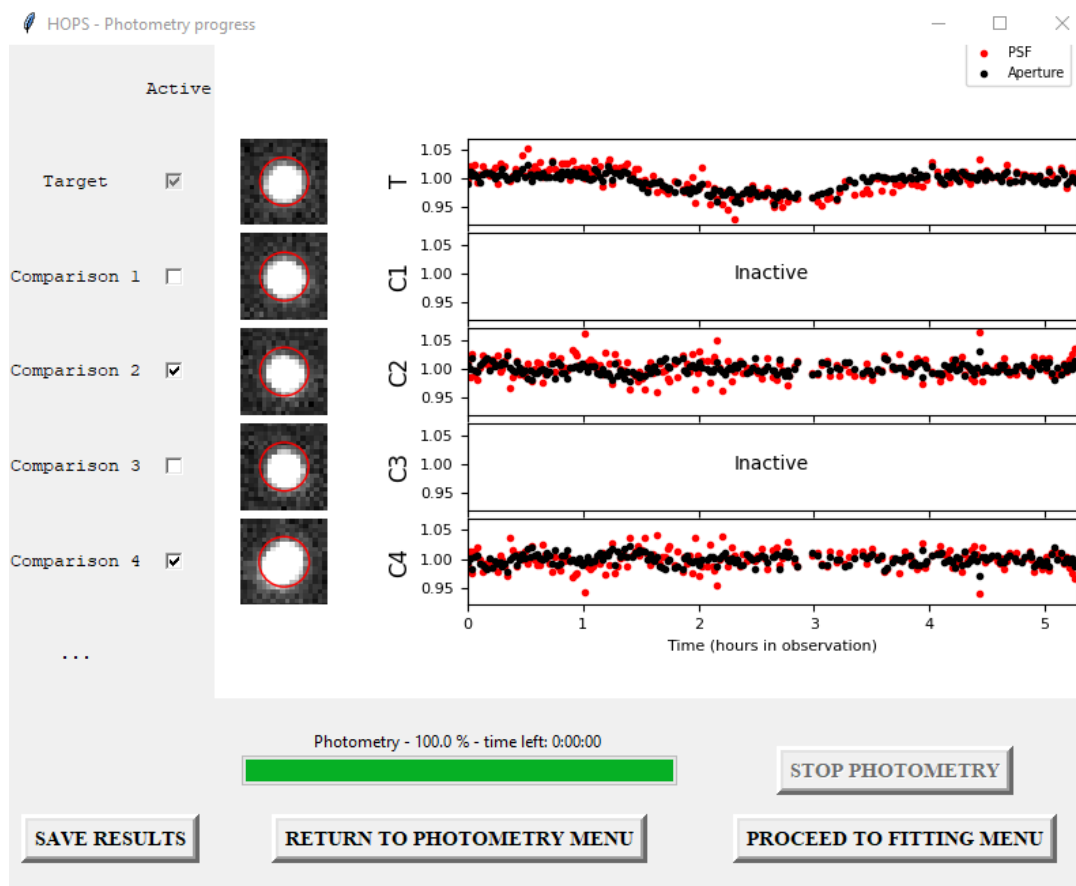 HOPS - Photometry progress
PSF
Aperture
Active
Target
T
1.05
1.00
0.95
Comparison 1
C1
1.05
1.00
0.95
Inactive
Comparison 2
C2
1.05
1.00
0.95
Comparison 3
C3
1.05
1.00
0.95
Inactive
Comparison 4
C4
1.05
1.00
0.95
0 1 2 3 4 5
Time (hours in observation)
...
Photometry - 100.0 % - time left: 0:00:00
STOP PHOTOMETRY
SAVE RESULTS
RETURN TO PHOTOMETRY MENU
PROCEED TO FITTING MENU